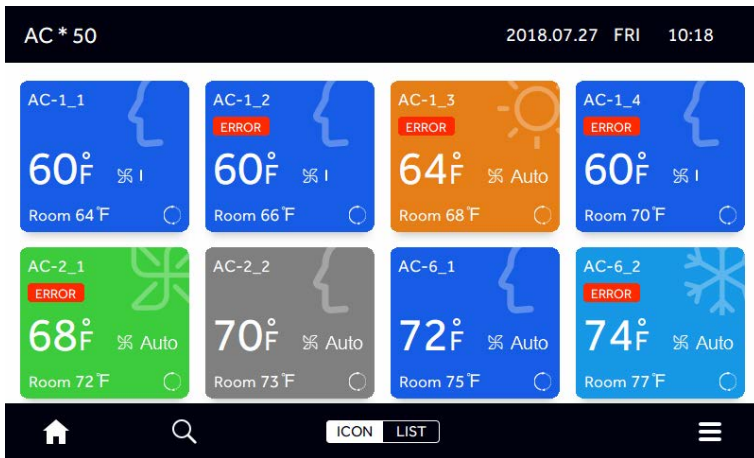 AC * 50 2018.07.27 FRI 10:18
AC-1_1 AC-1_2 AC-1_3 AC-1_4
ERROR ERROR ERROR
60°F I 60°F I 64°F Auto 60°F I
Room 64°F Room 66°F Room 68°F Room 70°F
AC-2_1 AC-2_2 AC-6_1 AC-6_2
ERROR ERROR
68°F Auto 70°F Auto 72°F Auto 74°F Auto
Room 72°F Room 73°F Room 75°F Room 77°F
ICON LIST